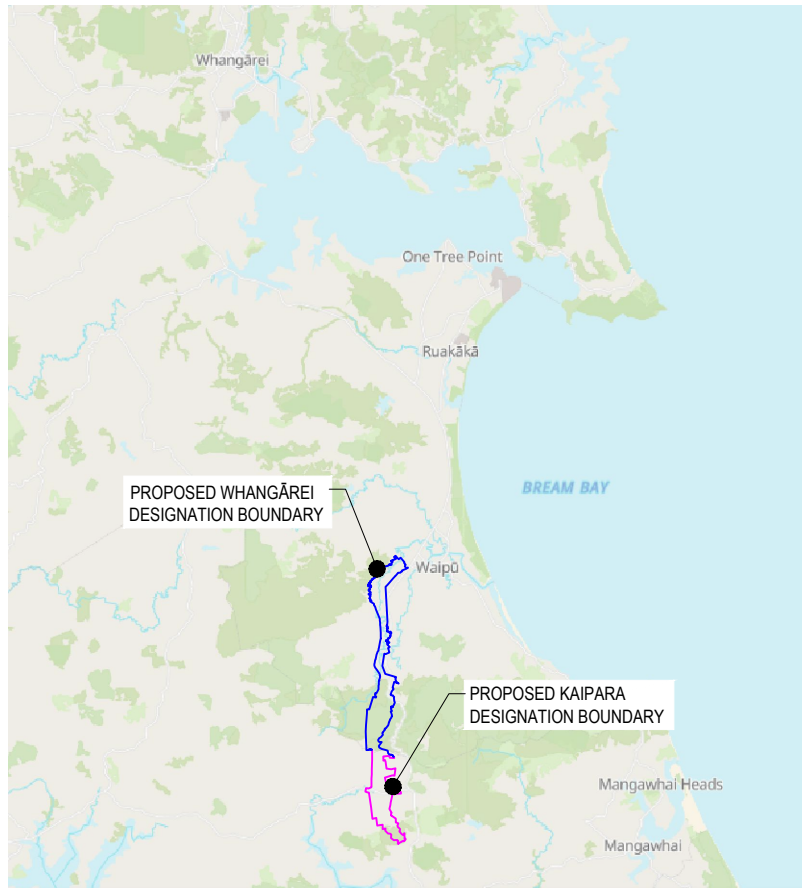 Whangārei
One Tree Point
Ruakākā
PROPOSED WHANGĀREI
DESIGNATION BOUNDARY
BREAM BAY
Waipū
PROPOSED KAIPARA
DESIGNATION BOUNDARY
Mangawhai Heads
Mangawhai